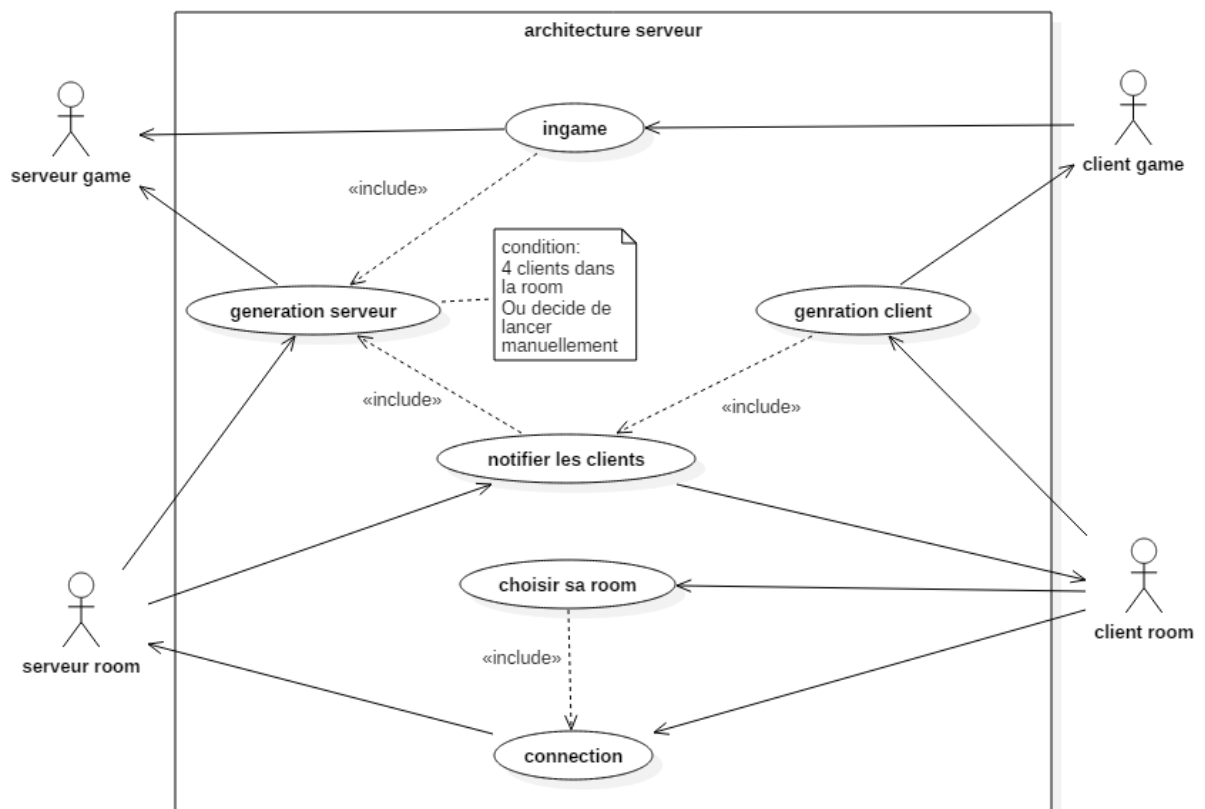 architecture serveur
ingame
serveur game
client game
«include»
condition:
4 clients dans
la room
Ou decide de
lancer
manuellement
generation serveur
genration client
«include»
«include»
notifier les clients
choisir sa room
client room
serveur room
«include»
connection